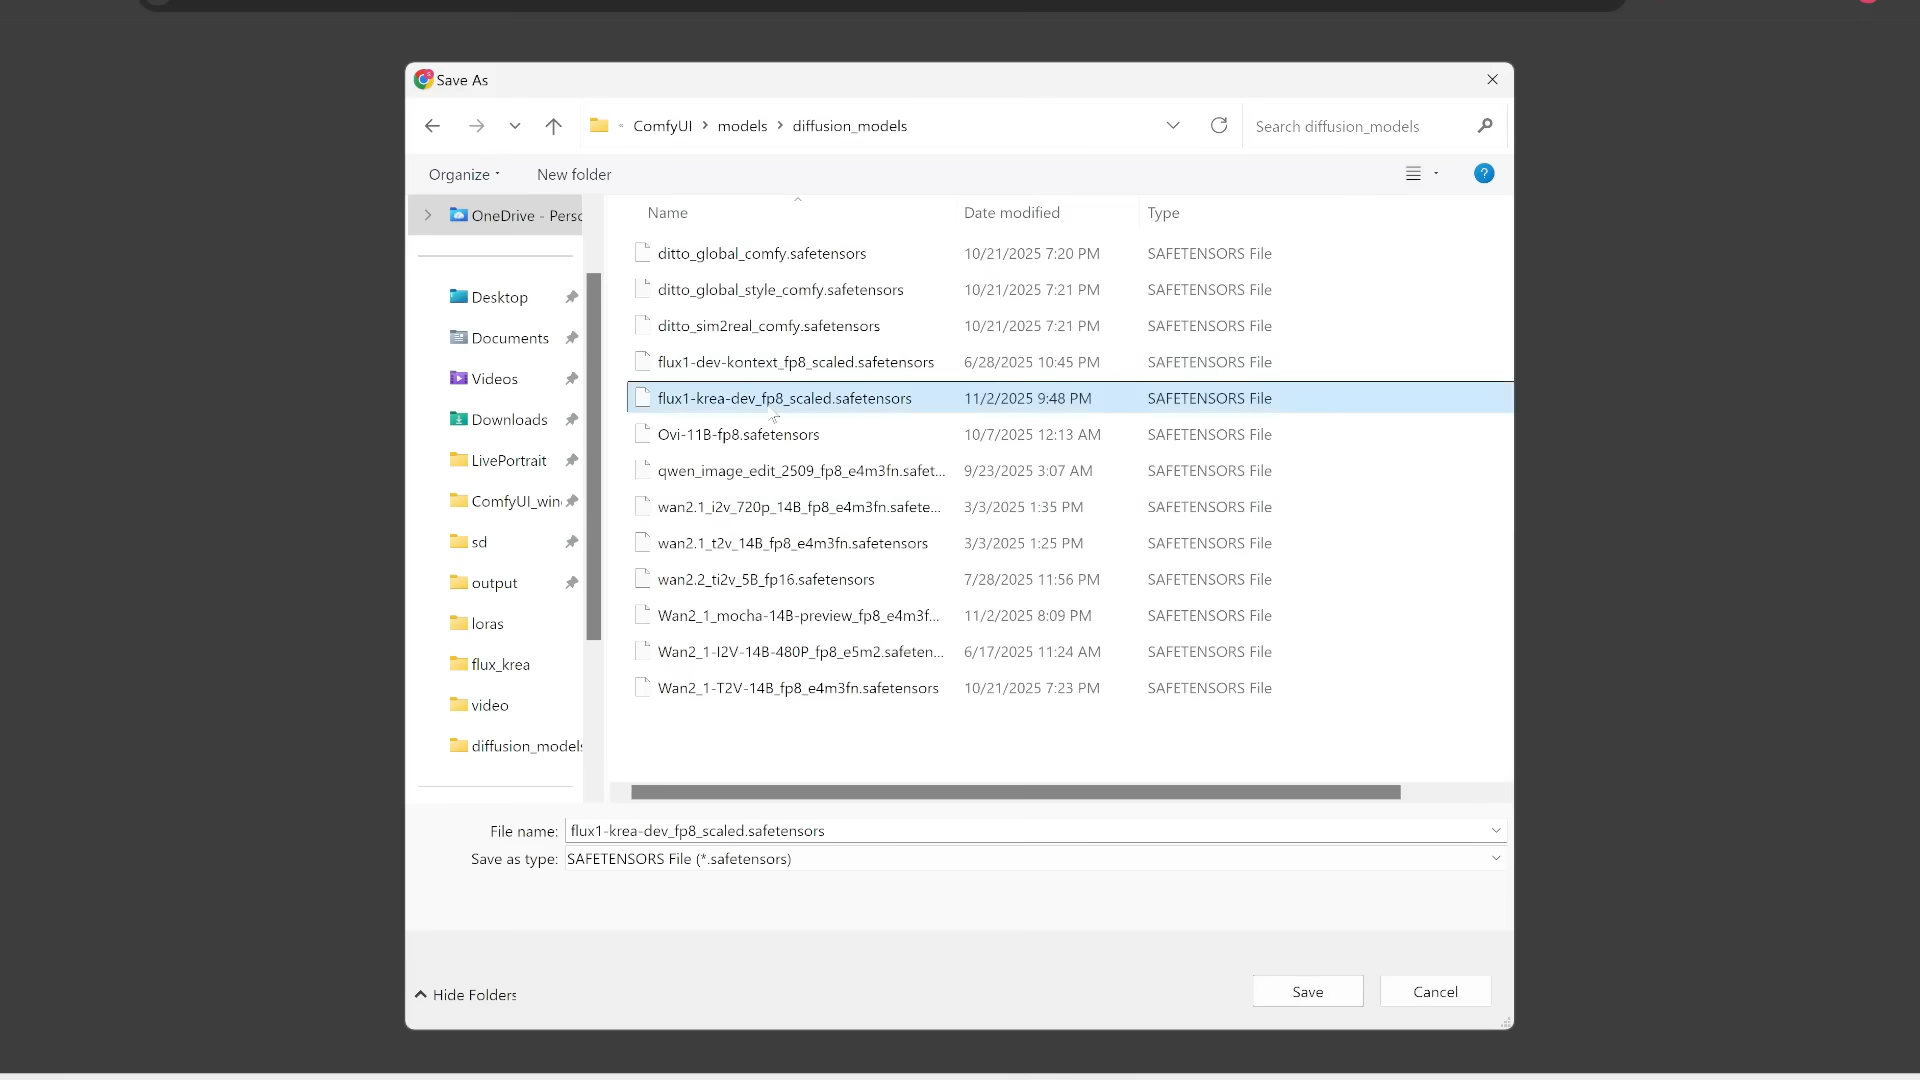 Save As
ComfyUI > models > diffusion_models
Search diffusion_models
Organize
New folder
?
OneDrive - Perso
Desktop
Documents
Videos
Downloads
LivePortrait
ComfyUI_win
sd
output
loras
flux_krea
video
diffusion_models
Name Date modified Type
ditto_global_comfy.safetensors 10/21/2025 7:20 PM SAFETENSORS File
ditto_global_style_comfy.safetensors 10/21/2025 7:21 PM SAFETENSORS File
ditto_sim2real_comfy.safetensors 10/21/2025 7:21 PM SAFETENSORS File
flux1-dev-kontext_fp8_scaled.safetensors 6/28/2025 10:45 PM SAFETENSORS File
flux1-krea-dev_fp8_scaled.safetensors 11/2/2025 9:48 PM SAFETENSORS File
Ovi-11B-fp8.safetensors 10/7/2025 12:13 AM SAFETENSORS File
qwen_image_edit_2509_fp8_e4m3fn.safet... 9/23/2025 3:07 AM SAFETENSORS File
wan2.1_i2v_720p_14B_fp8_e4m3fn.safete... 3/3/2025 1:35 PM SAFETENSORS File
wan2.1_t2v_14B_fp8_e4m3fn.safetensors 3/3/2025 1:25 PM SAFETENSORS File
wan2.2_ti2v_5B_fp16.safetensors 7/28/2025 11:56 PM SAFETENSORS File
Wan2_1_mocha-14B-preview_fp8_e4m3f... 11/2/2025 8:09 PM SAFETENSORS File
Wan2_1-I2V-14B-480P_fp8_e5m2.safeten... 6/17/2025 11:24 AM SAFETENSORS File
Wan2_1-T2V-14B_fp8_e4m3fn.safetensors 10/21/2025 7:23 PM SAFETENSORS File
File name: flux1-krea-dev_fp8_scaled.safetensors
Save as type: SAFETENSORS File (*.safetensors)
Hide Folders
Save
Cancel